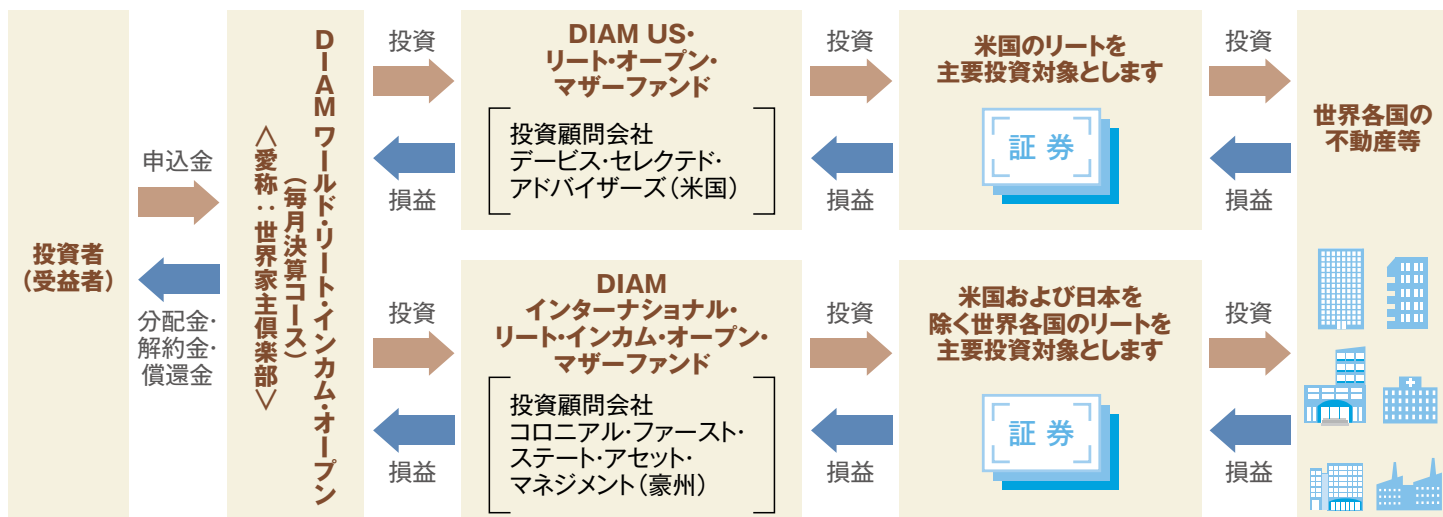 投資者
（受益者）
申込金
分配金・
解約金・
償還金
DIAM ワールド・リート・インカム・オープン
（毎月決算コース）
＜愛称：世界家主倶楽部＞
投資
損益
DIAM US・
リート・オープン・
マザーファンド
投資顧問会社
デービス・セレクテド・
アドバイザーズ（米国）
投資
損益
米国のリートを
主要投資対象とします
証 券
投資
損益
投資
損益
DIAM
インターナショナル・
リート・インカム・オープン・
マザーファンド
投資顧問会社
コロニアル・ファースト・
ステート・アセット・
マネジメント（豪州）
投資
損益
米国および日本を
除く世界各国のリートを
主要投資対象とします
証 券
投資
損益
世界各国の
不動産等